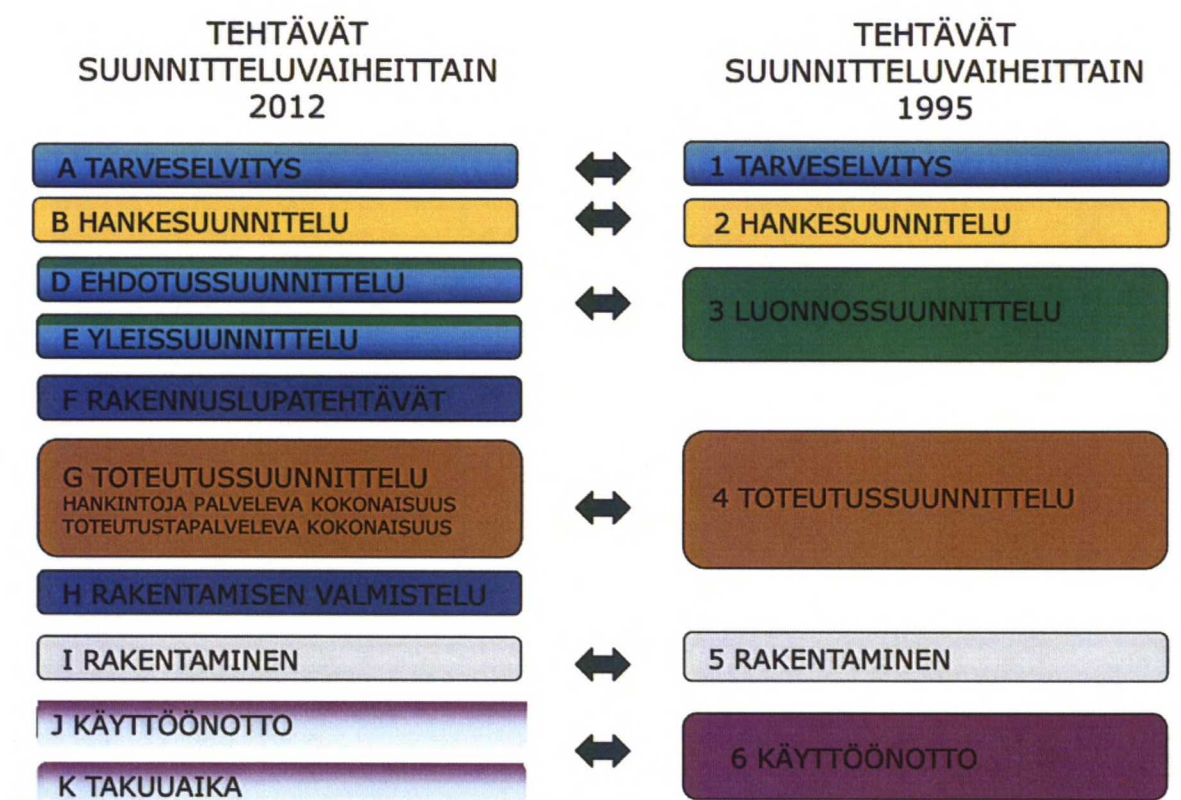 TEHTÄVÄT
SUUNNITTELUVAIHEITTAIN
2012
A TARVESELVITYS
B HANKESUUNNITELU
D EHDOTUSSUUNNITTELU
E YLEISSUUNNITTELU
F RAKENNUSLUPATEHTÄVÄT
G TOTEUTUSSUUNNITTELU
HANKINTOJA PALVELEVA KOKONAISUUS
TOTEUTUSTAPALVELEVA KOKONAISUUS
H RAKENTAMISEN VALMISTELU
I RAKENTAMINEN
J KÄYTTÖÖNOTTO
K TAKUUAIKA
TEHTÄVÄT
SUUNNITTELUVAIHEITTAIN
1995
1 TARVESELVITYS
2 HANKESUUNNITELU
3 LUONNOSSUUNNITTELU
4 TOTEUTUSSUUNNITTELU
5 RAKENTAMINEN
6 KÄYTTÖÖNOTTO